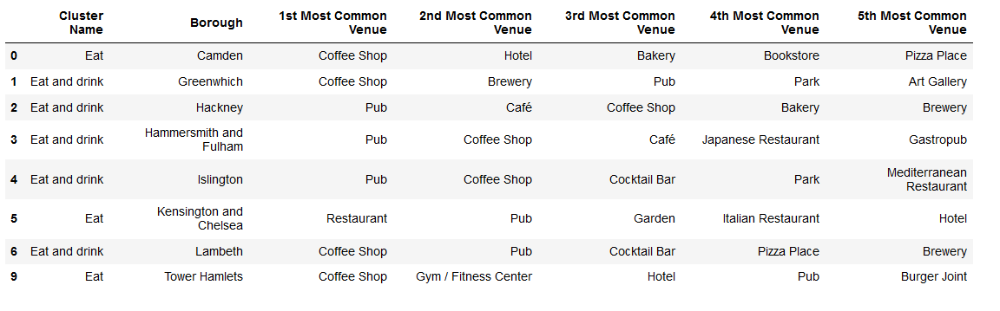 Cluster Name Borough 1st Most Common Venue 2nd Most Common Venue 3rd Most Common Venue 4th Most Common Venue 5th Most Common Venue
0 Eat Camden Coffee Shop Hotel Bakery Bookstore Pizza Place
1 Eat and drink Greenwhich Coffee Shop Brewery Pub Park Art Gallery
2 Eat and drink Hackney Pub Café Coffee Shop Bakery Brewery
3 Eat and drink Hammersmith and Fulham Pub Coffee Shop Café Japanese Restaurant Gastropub
4 Eat and drink Islington Pub Coffee Shop Cocktail Bar Park Mediterranean Restaurant
5 Eat Kensington and Chelsea Restaurant Pub Garden Italian Restaurant Hotel
6 Eat and drink Lambeth Coffee Shop Pub Cocktail Bar Pizza Place Brewery
9 Eat Tower Hamlets Coffee Shop Gym / Fitness Center Hotel Pub Burger Joint